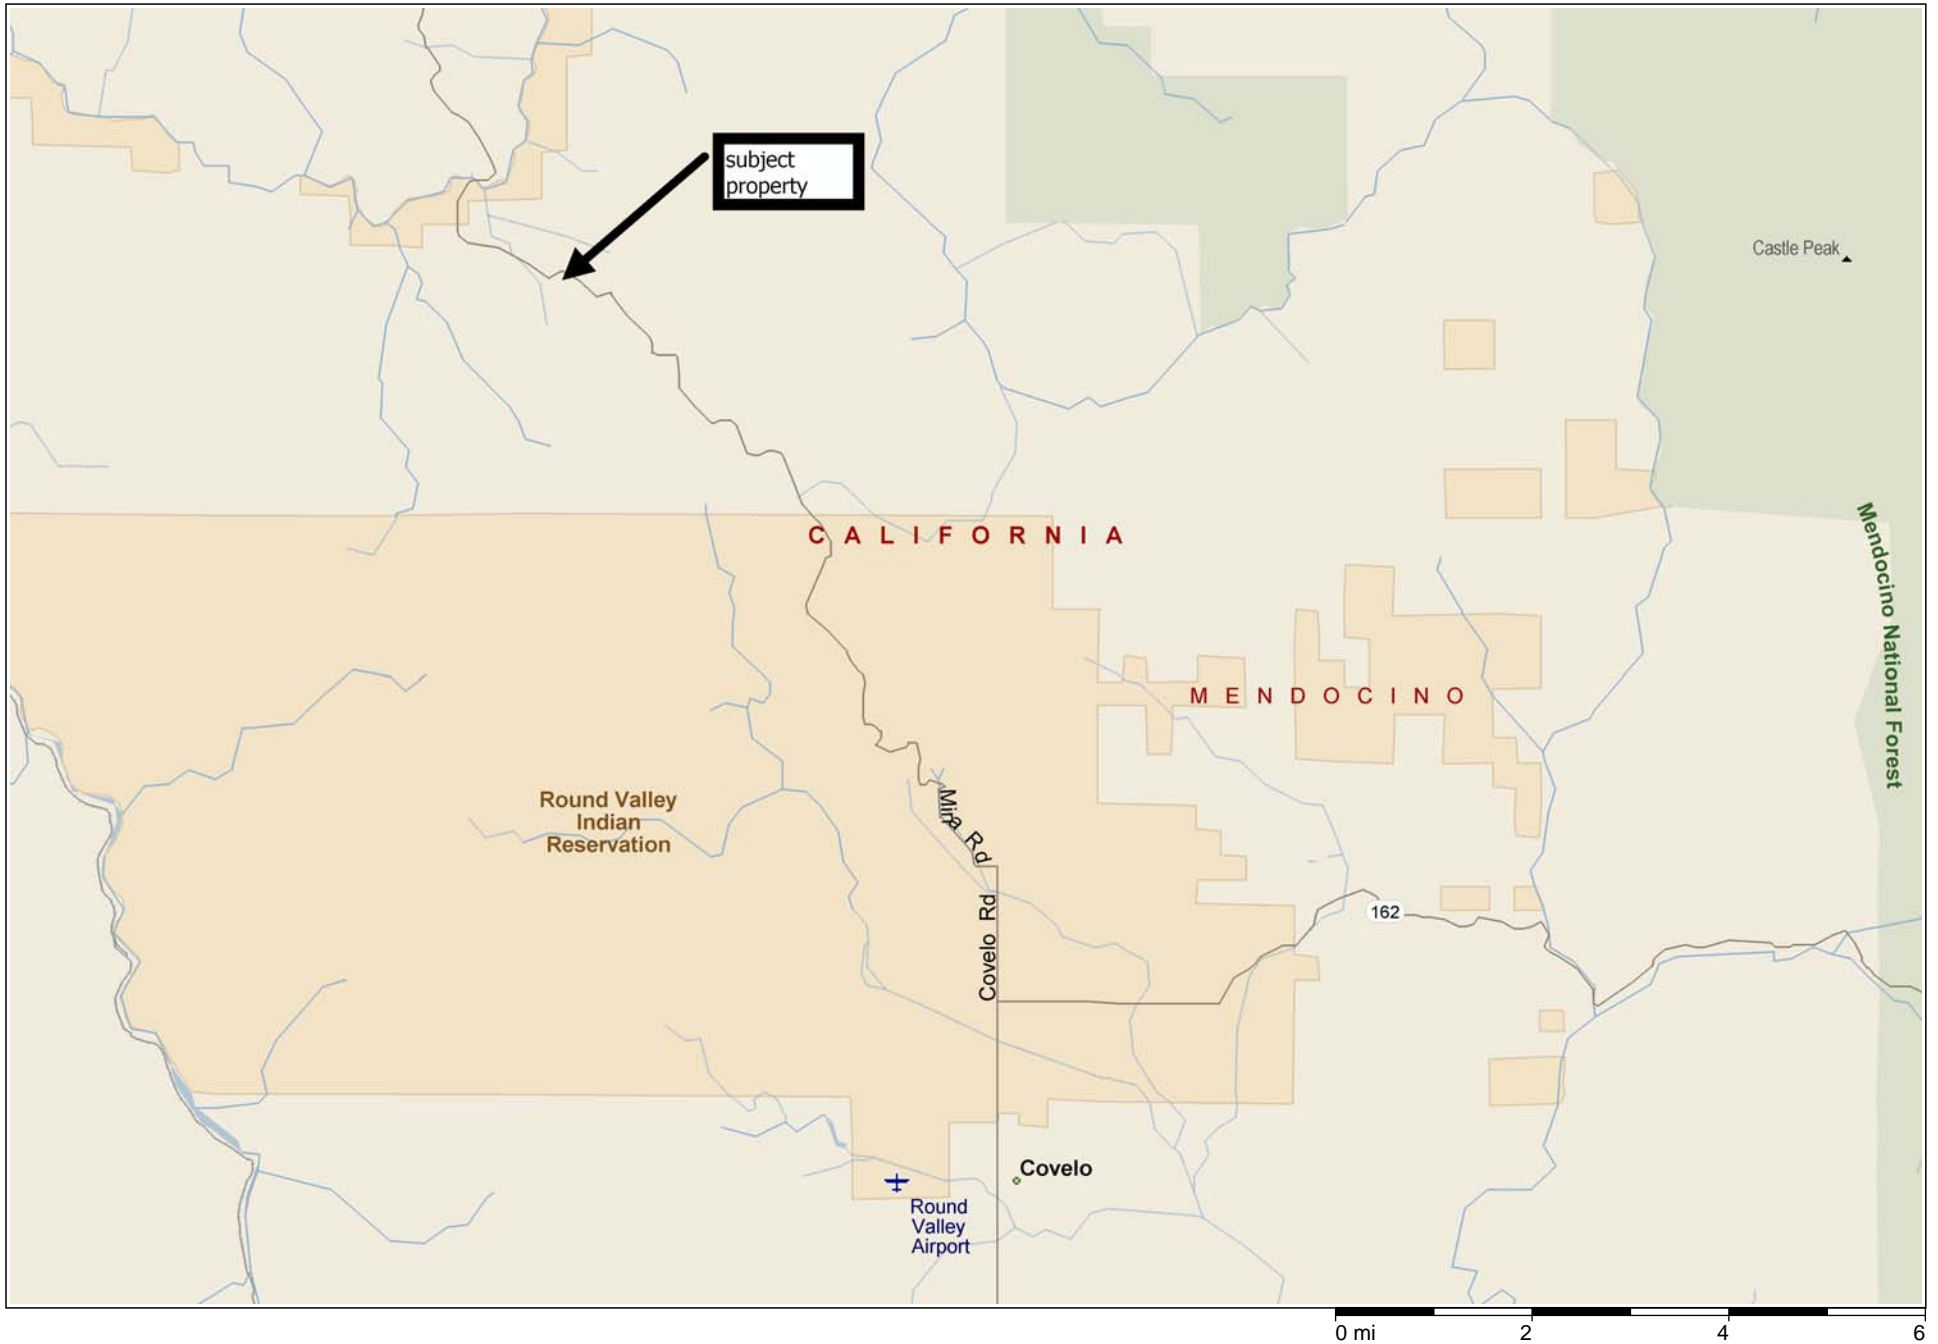 subject
property
Castle Peak
CALIFORNIA
Mendocino National Forest
MENDOCINO
Round Valley
Indian
Reservation
Mina Rd
Covelo Rd
162
Covelo
Round
Valley
Airport
0 mi 2 4 6